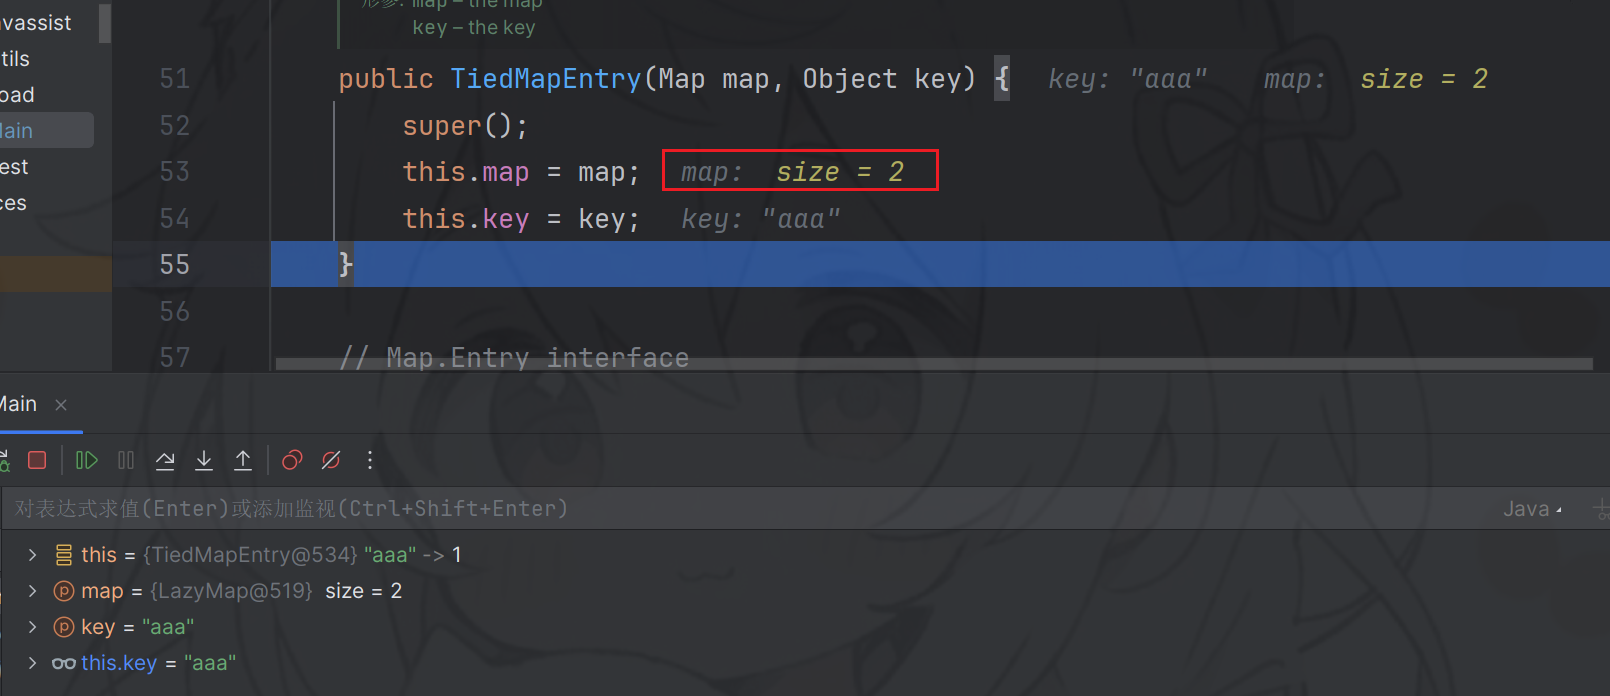 vassist
tils
oad
ain
est
ces
形参: map – the map
key – the key
51 public TiedMapEntry(Map map, Object key) { key: "aaa" map: size = 2
52 super();
53 this.map = map; map: size = 2
54 this.key = key; key: "aaa"
55 }
56
57 // Map.Entry interface
Main ×
对表达式求值(Enter)或添加监视(Ctrl+Shift+Enter)
Java
this = {TiedMapEntry@534} "aaa" -> 1
map = {LazyMap@519} size = 2
key = "aaa"
this.key = "aaa"